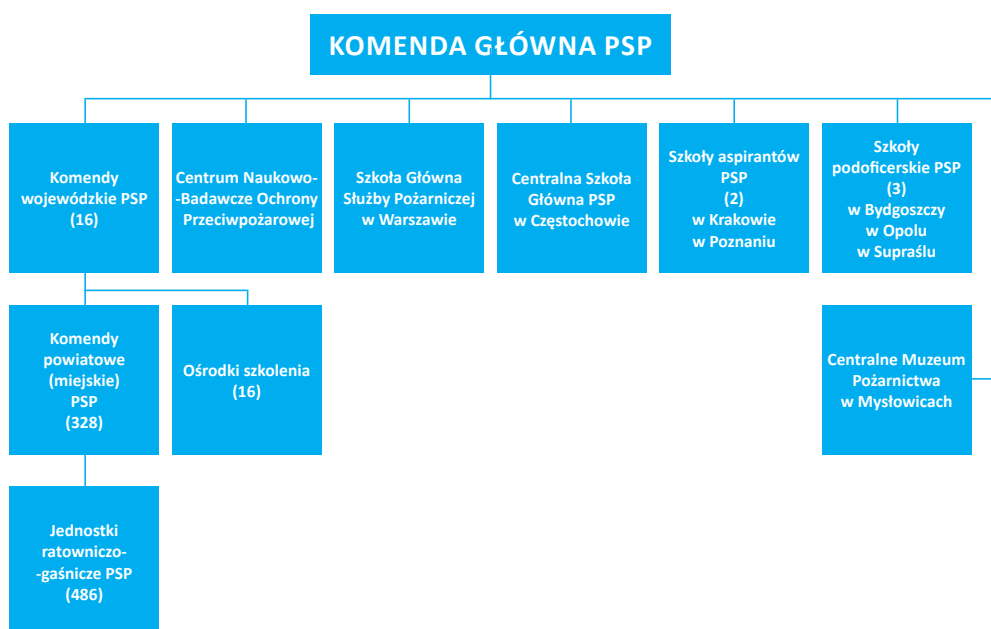 KOMENDA GŁÓWNA PSP
Komendy
wojewódzkie PSP
(16)
Centrum Naukowo-
-Badawcze Ochrony
Przeciwpożarowej
Szkoła Główna
Służby Pożarniczej
w Warszawie
Centralna Szkoła
Główna PSP
w Częstochowie
Szkoły aspirantów
PSP
(2)
w Krakowie
w Poznaniu
Szkoły
podoficerskie PSP
(3)
w Bydgoszczy
w Opolu
w Supraślu
Komendy
powiatowe
(miejskie)
PSP
(328)
Ośrodki szkolenia
(16)
Centralne Muzeum
Pożarnictwa
w Mysłowicach
Jednostki
ratowniczo-
-gaśnicze PSP
(486)